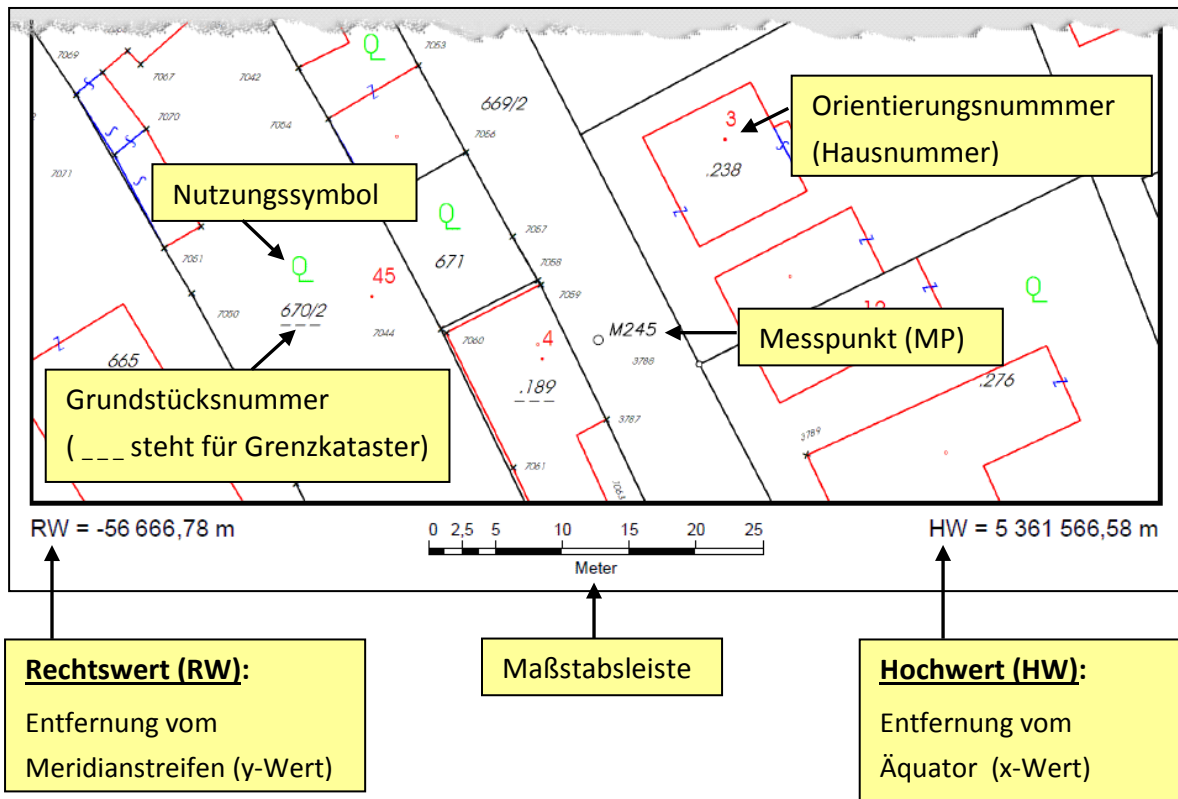 7069
7067
7042
7053
Q
7070
7054
669/2
7056
7071
3
.238
Orientierungsnummmer
(Hausnummer)
Nutzungssymbol
Q
7057
7051
Q
45
671
7058
7059
Q
7050
670/2
7044
7060
4
M245
3788
Messpunkt (MP)
665
.189
.276
Grundstücksnummer
( _ _ _ steht für Grenzkataster)
3787
3789
7061
7063
RW = -56 666,78 m
0 2,5 5 10 15 20 25
Meter
HW = 5 361 566,58 m
Rechtswert (RW):
Entfernung vom
Meridianstreifen (y-Wert)
Maßstabsleiste
Hochwert (HW):
Entfernung vom
Äquator (x-Wert)